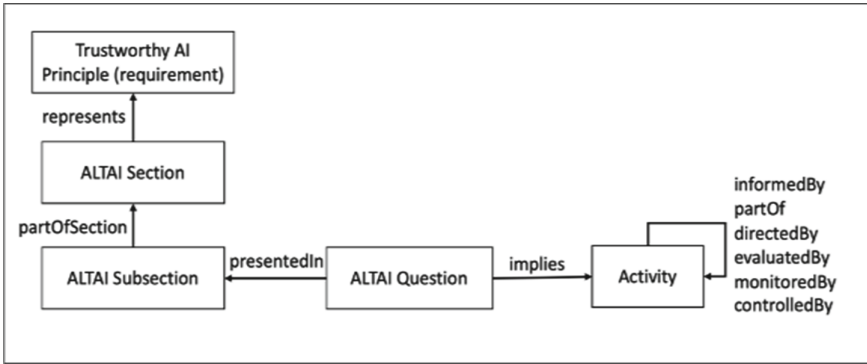 Trustworthy AI
Principle (requirement)
represents
ALTAI Section
partOfSection
ALTAI Subsection
presentedIn
ALTAI Question
implies
Activity
informedBy
partOf
directedBy
evaluatedBy
monitoredBy
controlledBy